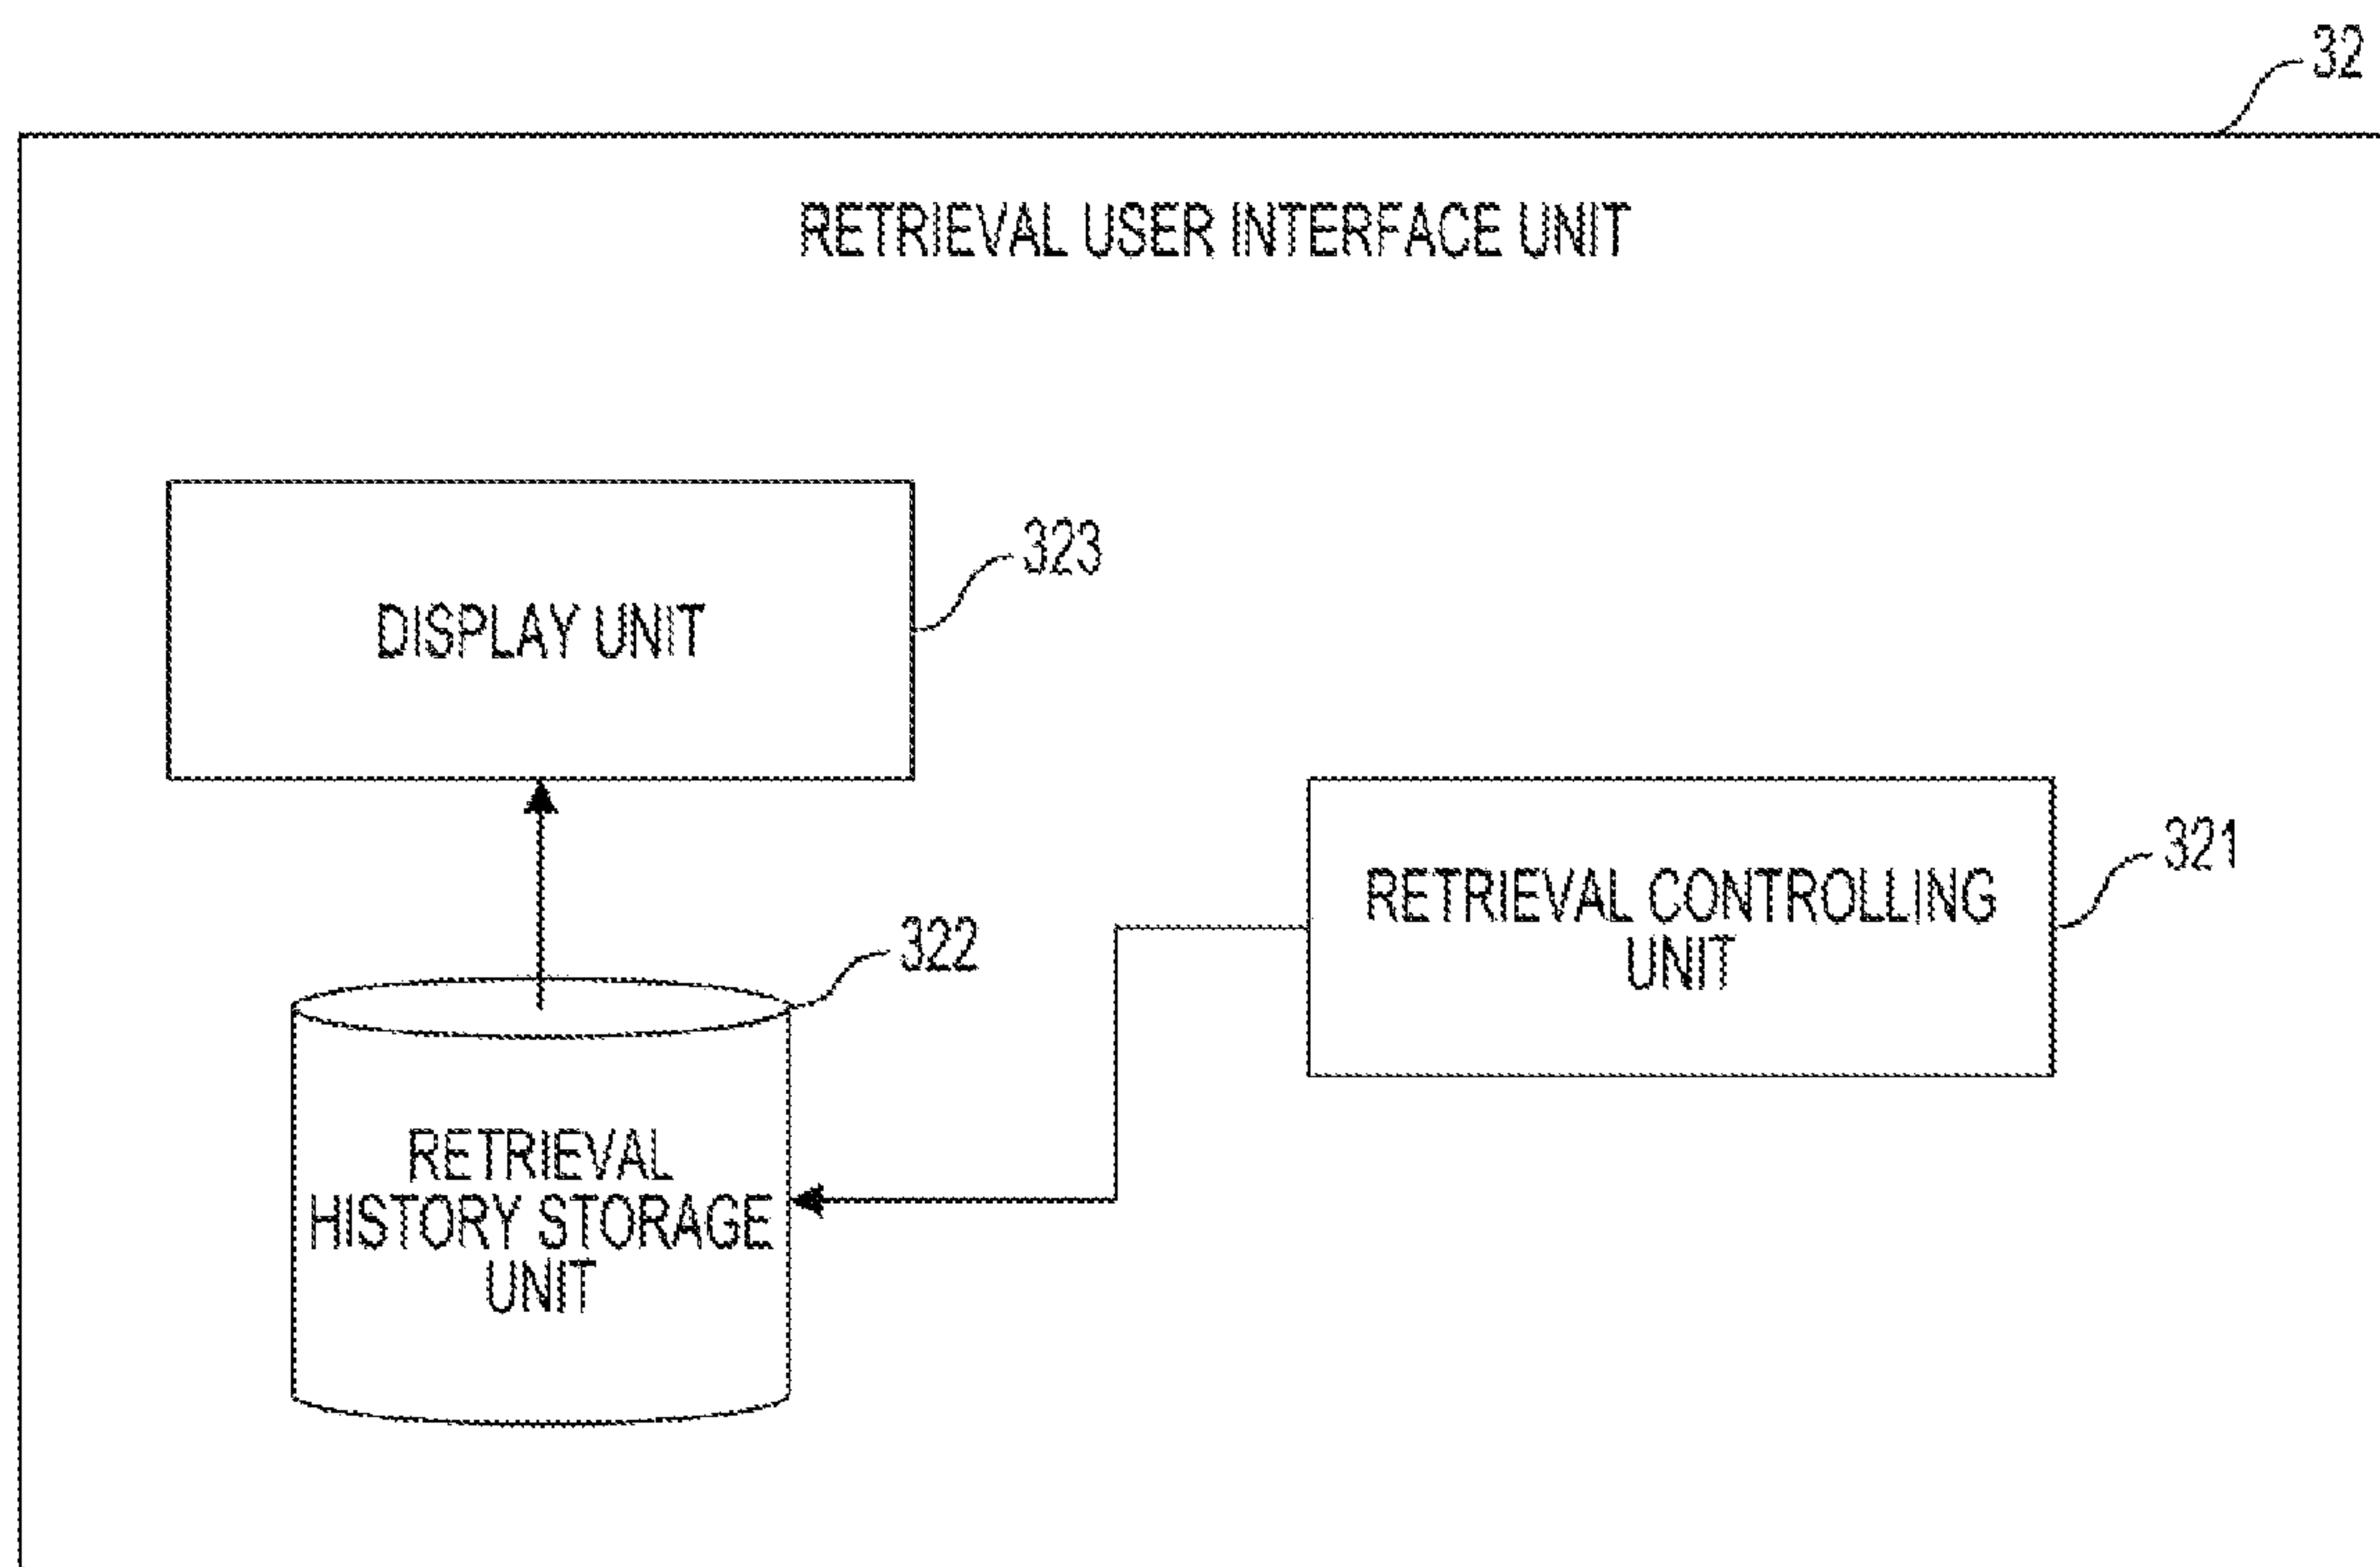 32
RETRIEVAL USER INTERFACE UNIT
323
DISPLAY UNIT
321
RETRIEVAL CONTROLLING
UNIT
322
RETRIEVAL
HISTORY STORAGE
UNIT